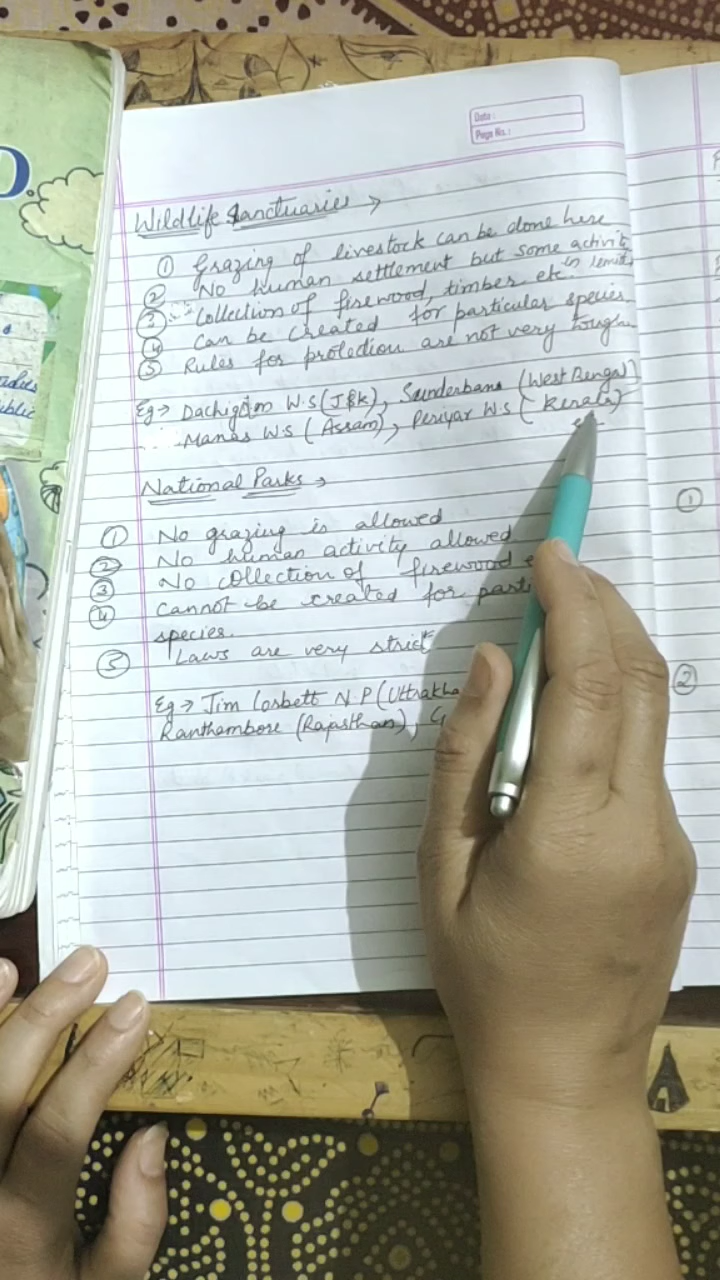 O.
Date :
Page No. :
Wildlife Sanctuaries →
① Grazing of livestock can be done here
② No human settlement but some activity
in limits
③ Collection of firewood, timber etc.
④ Can be created for particular species
⑤ Rules for protection are not very tough
Eg → Dachigam W.S (J&K), Sunderbans (West Bengal)
Manas W.S (Assam), Periyar W.S (Kerala)
National Parks →
① No grazing is allowed
② No human activity allowed
③ No collection of firewood
④ Cannot be created for parti
species.
⑤ Laws are very strict
Eg → Jim Corbett N.P (Uttrakha
Ranthambore (Rajasthan), G
①
②